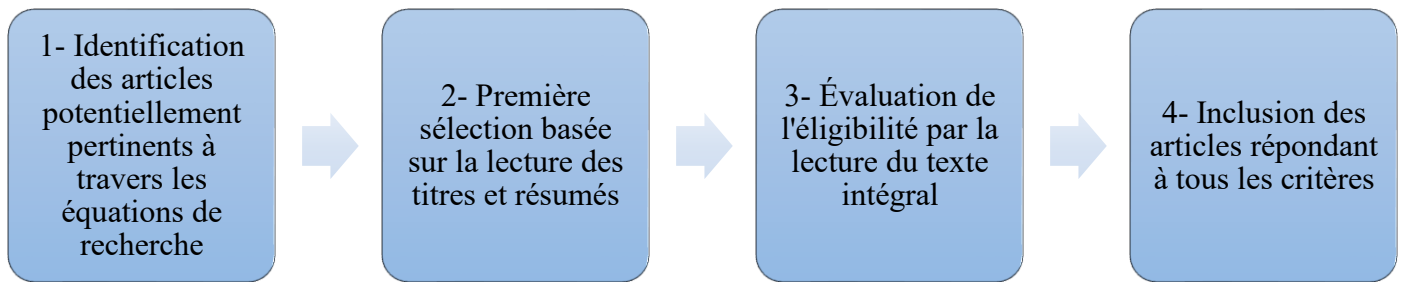 1- Identification
des articles
potentiellement
pertinents à
travers les
équations de
recherche
2- Première
sélection basée
sur la lecture des
titres et résumés
3- Évaluation de
l'éligibilité par la
lecture du texte
intégral
4- Inclusion des
articles répondant
à tous les critères